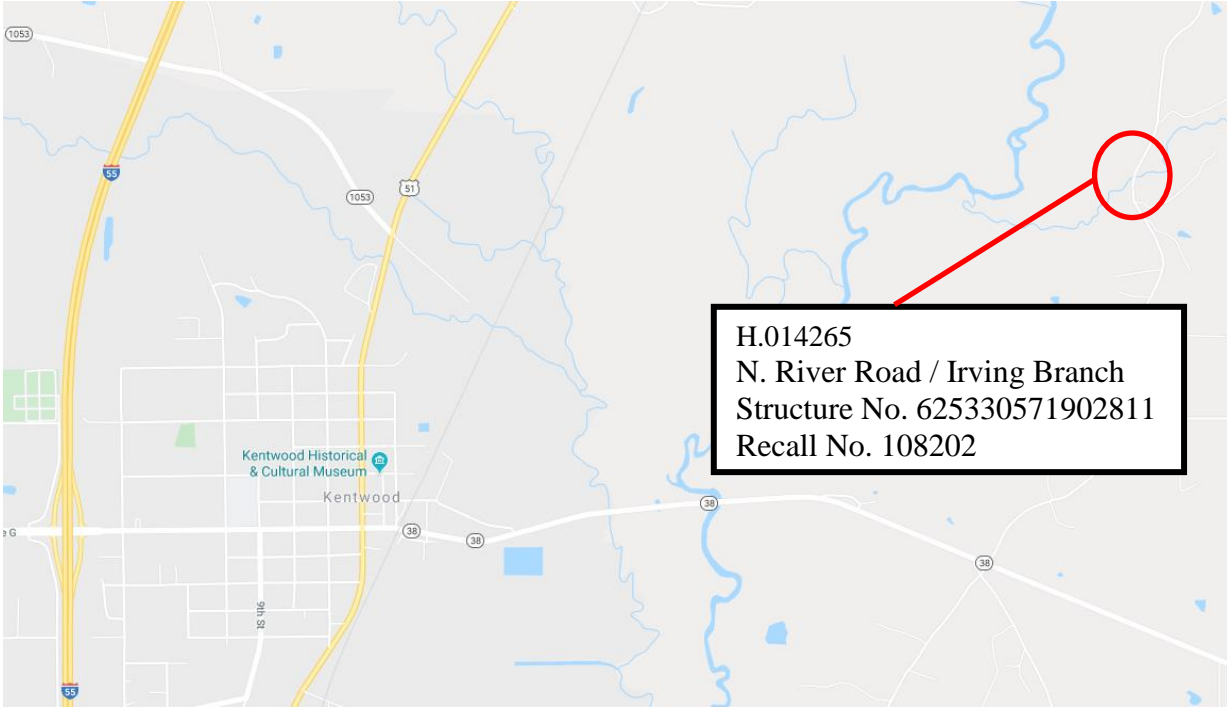 1053
55
1053
51
H.014265
N. River Road / Irving Branch
Structure No. 625330571902811
Recall No. 108202
Kentwood Historical
& Cultural Museum
Kentwood
38
e G
38
38
38
9th St
55